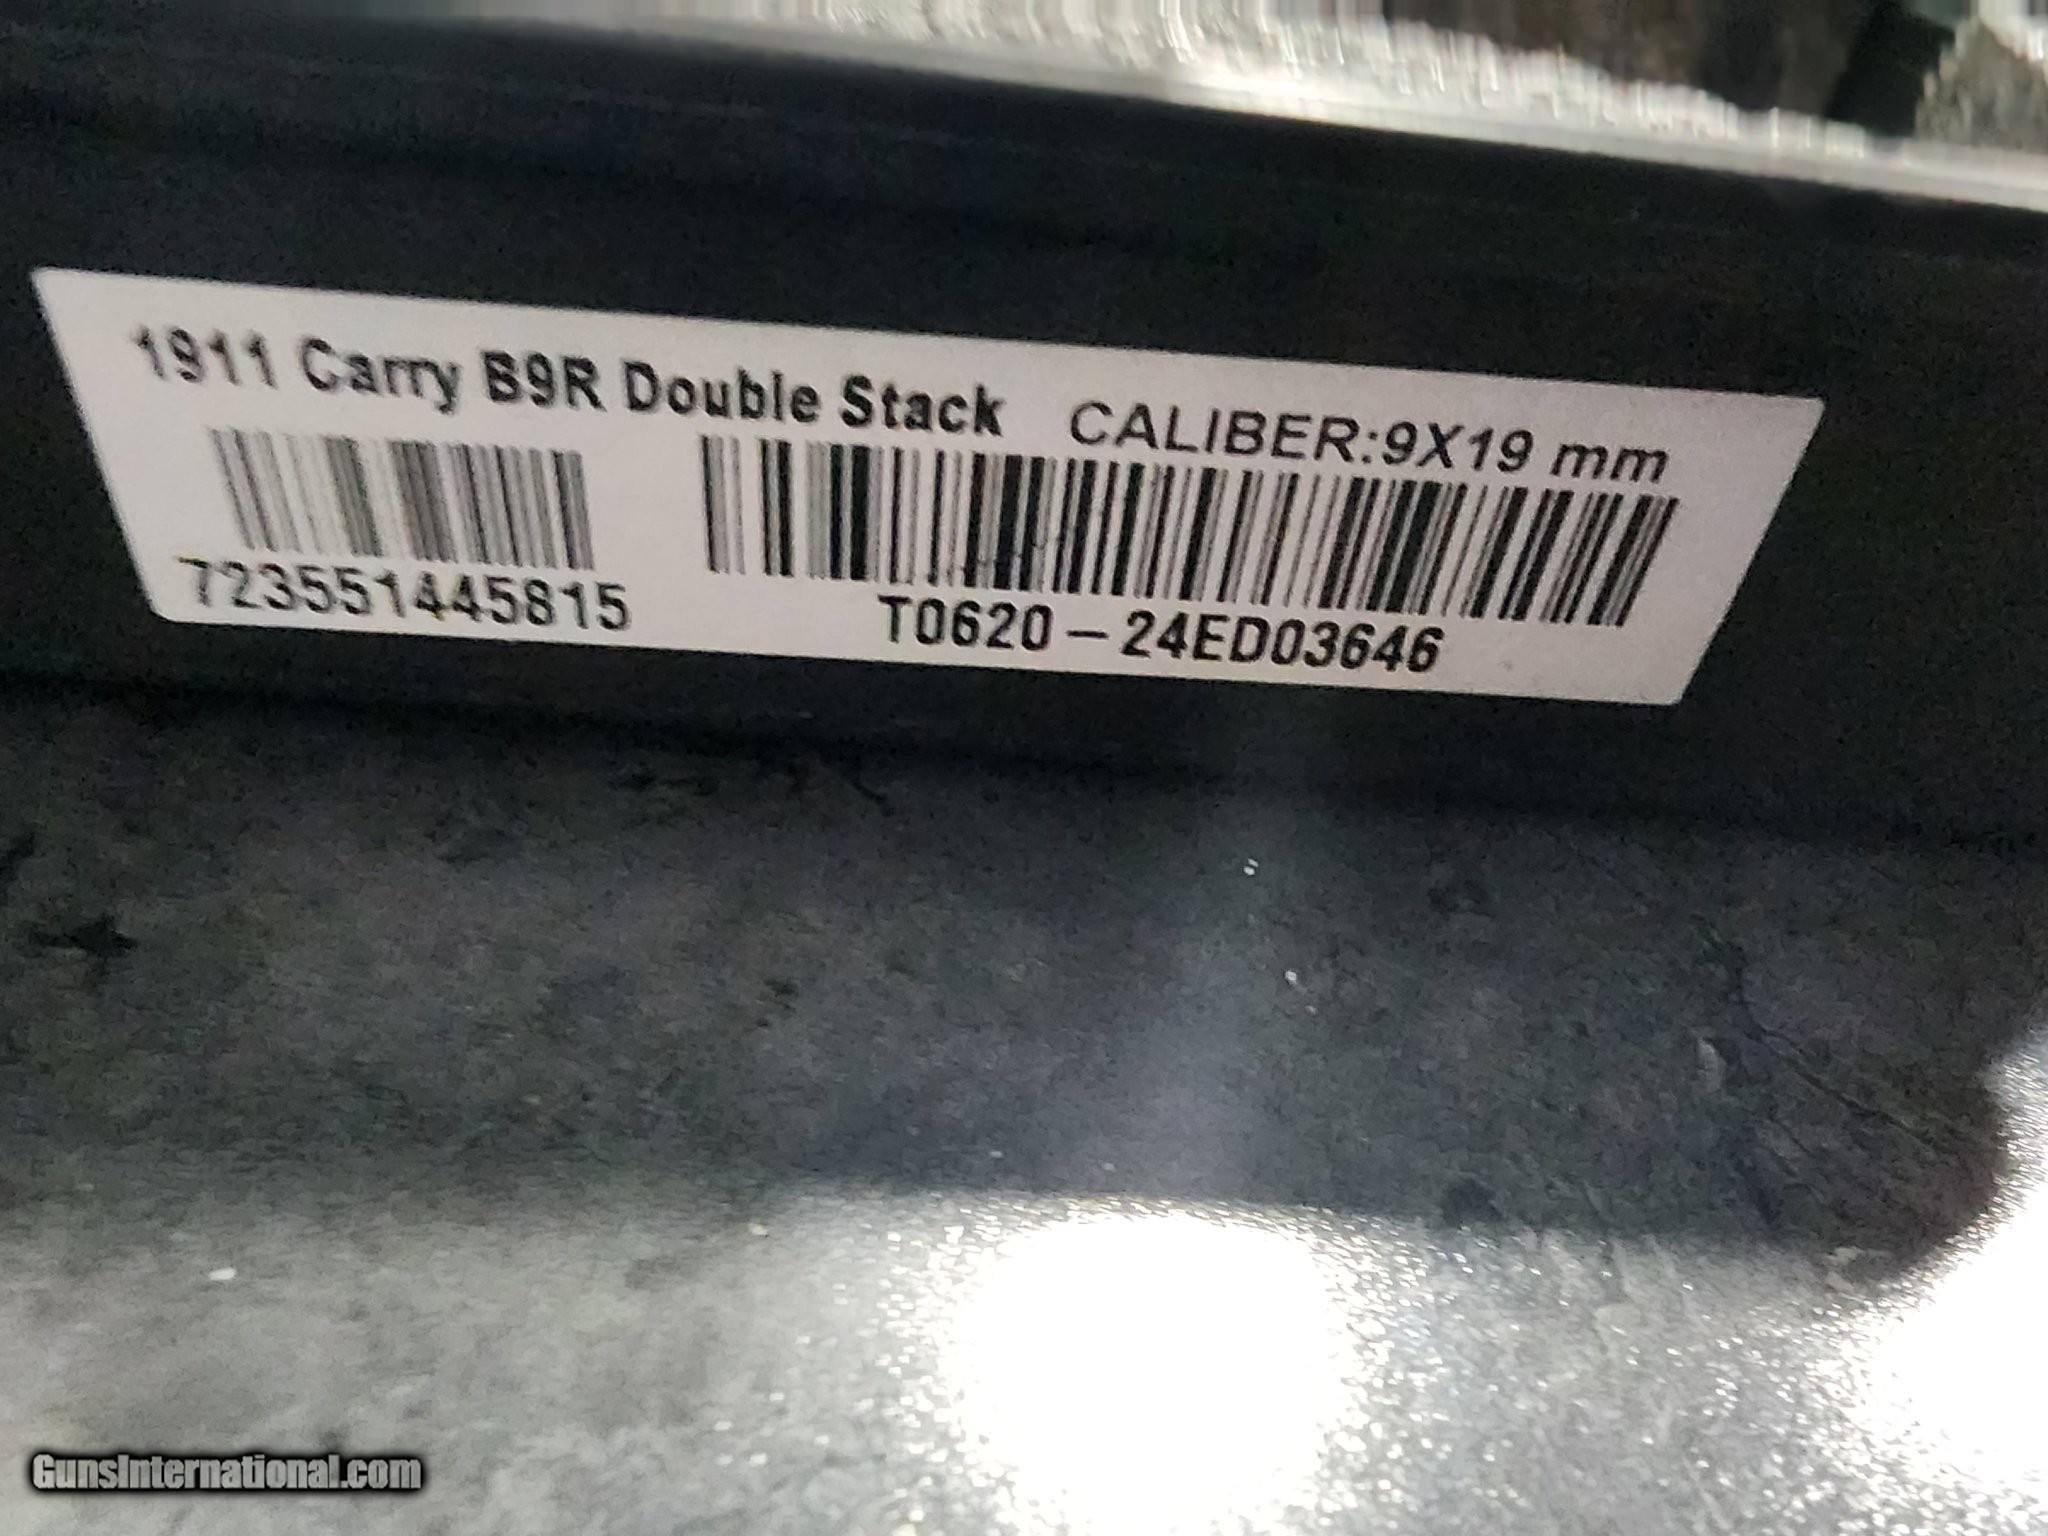 1911 Carry B9R Double Stack CALIBER:9X19 mm
723551445815 T0620-24ED03646
GunsInternational.com